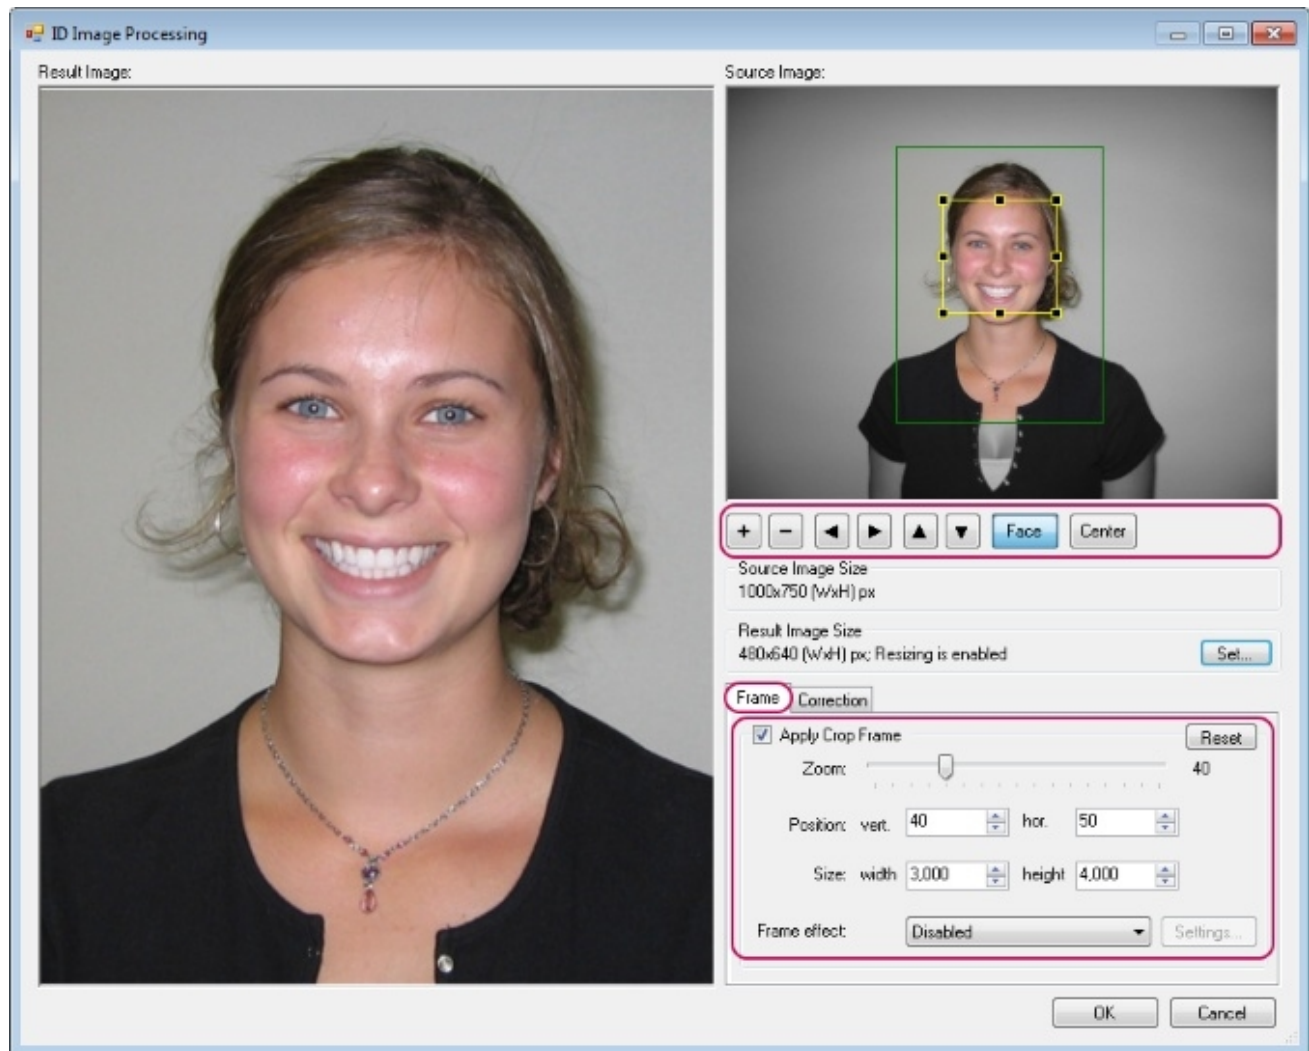 ID Image Processing
Result Image:
Source Image:
+ - Face Center
Source Image Size
1000x750 (WxH) px
Result Image Size
480x640 (WxH) px; Resizing is enabled
Set...
Frame Correction
Apply Crop Frame Reset
Zoom: 40
Position: vert. 40 hor. 50
Size: width 3,000 height 4,000
Frame effect: Disabled Settings...
OK Cancel